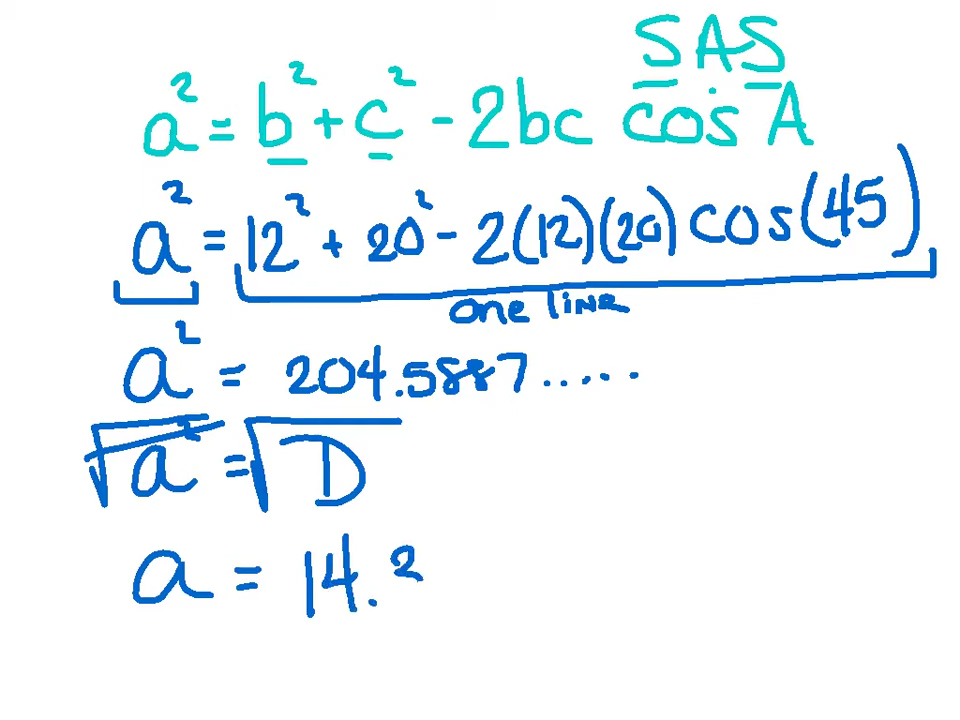 SAS
a² = b² + c² - 2bc cos A
a² = 12² + 20² - 2(12)(20) cos(45)
one line
a² = 204.5887.....
√a² = √D
a = 14.2